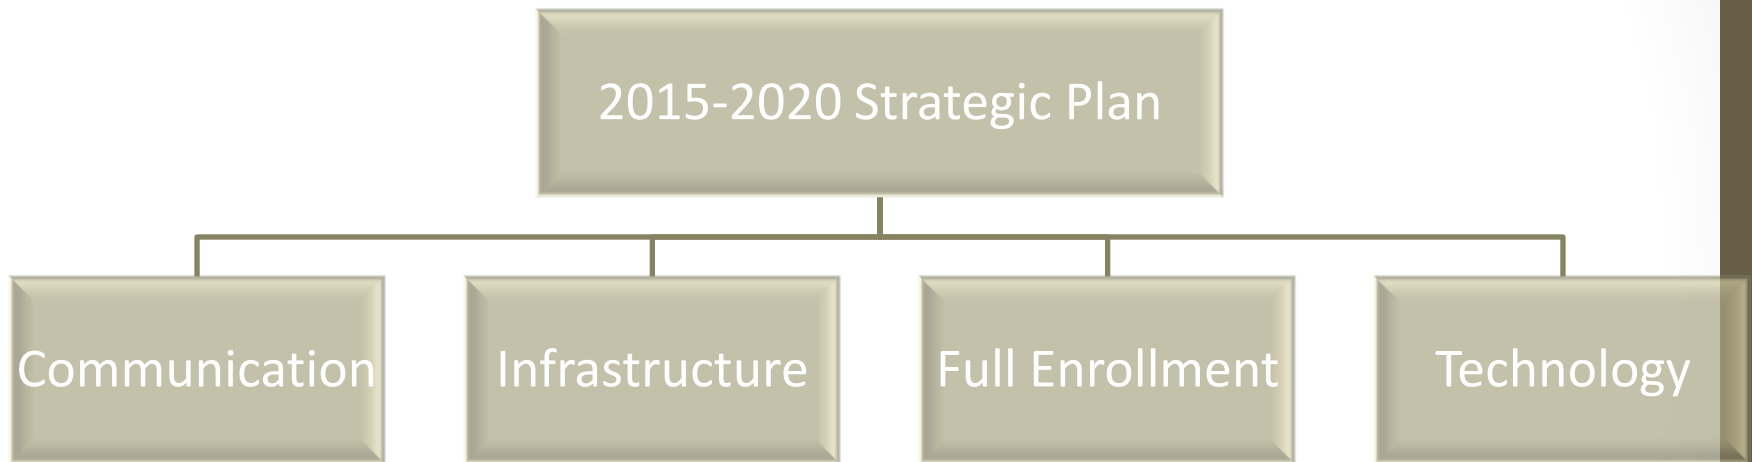 2015-2020 Strategic Plan
Communication
Infrastructure
Full Enrollment
Technology